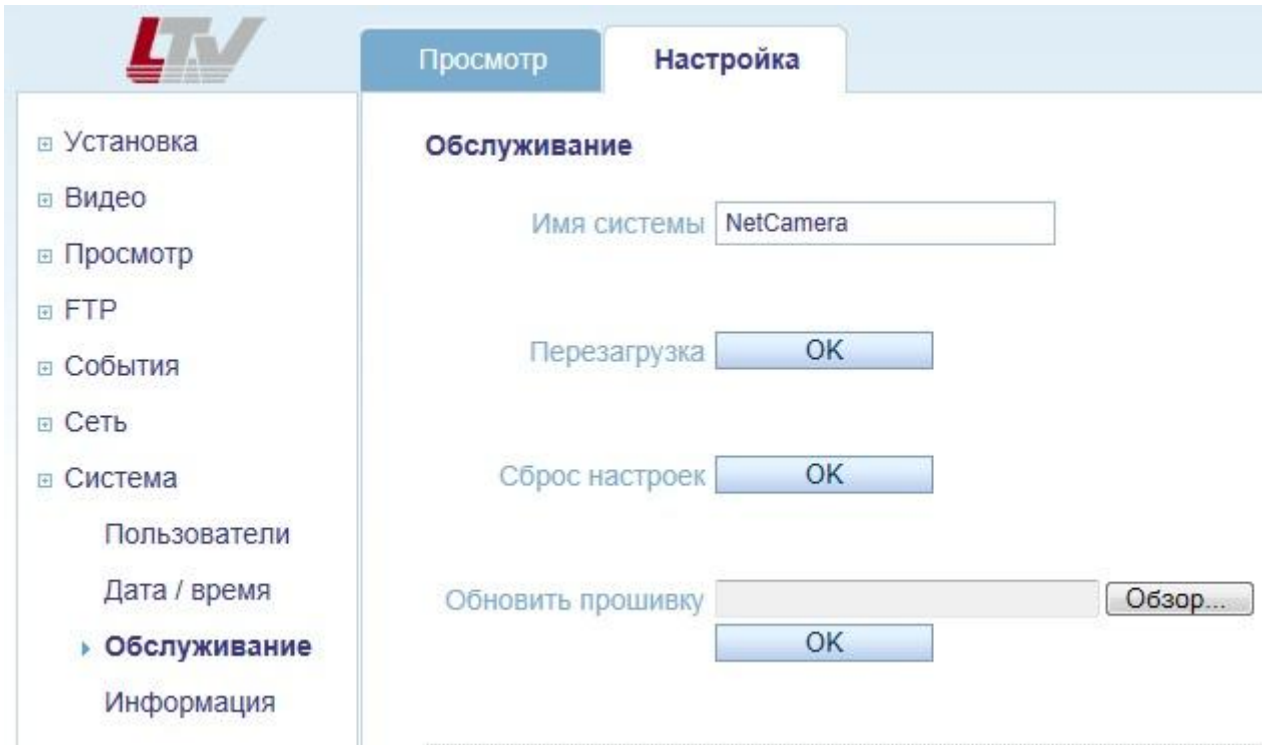 LTV
Просмотр
Настройка
Установка
Видео
Просмотр
FTP
События
Сеть
Система
Пользователи
Дата / время
Обслуживание
Информация
Обслуживание
Имя системы NetCamera
Перезагрузка OK
Сброс настроек OK
Обновить прошивку Обзор...
OK